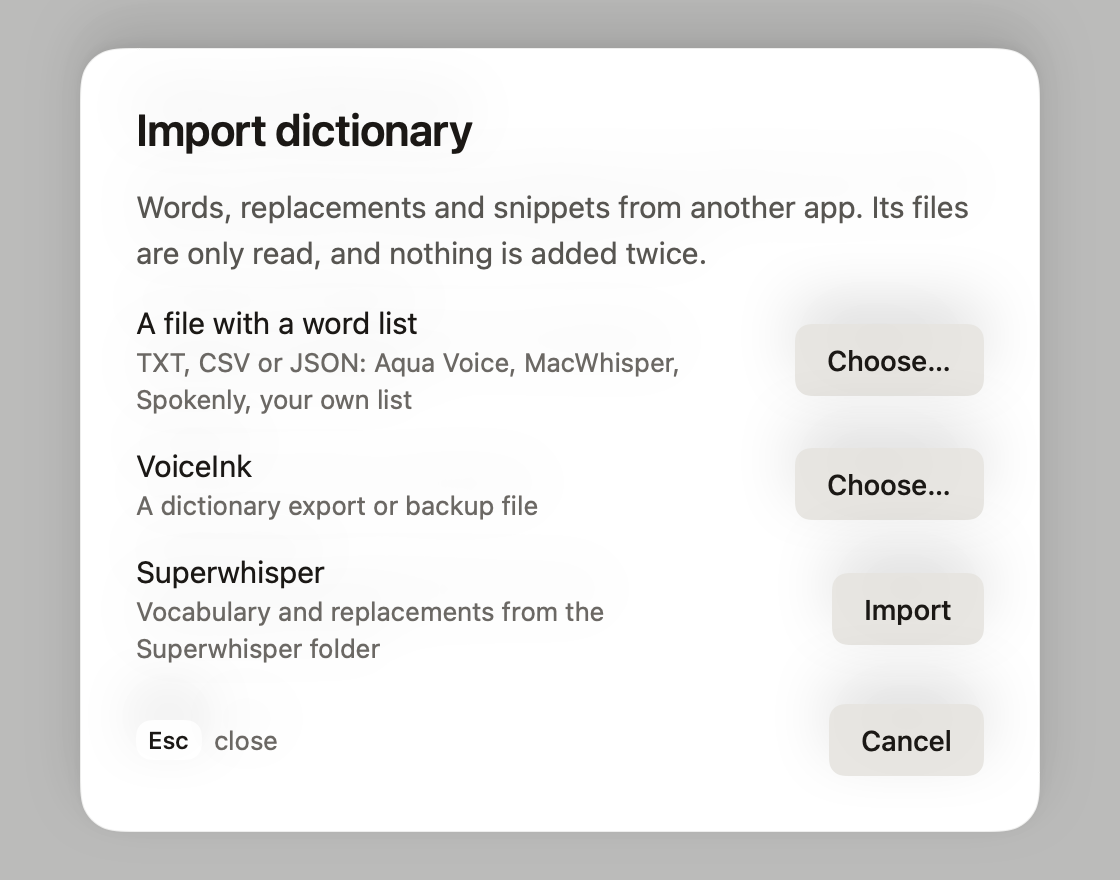 Import dictionary
Words, replacements and snippets from another app. Its files
are only read, and nothing is added twice.
A file with a word list
TXT, CSV or JSON: Aqua Voice, MacWhisper,
Spokenly, your own list
Choose...
VoiceInk
A dictionary export or backup file
Choose...
Superwhisper
Vocabulary and replacements from the
Superwhisper folder
Import
Esc close
Cancel